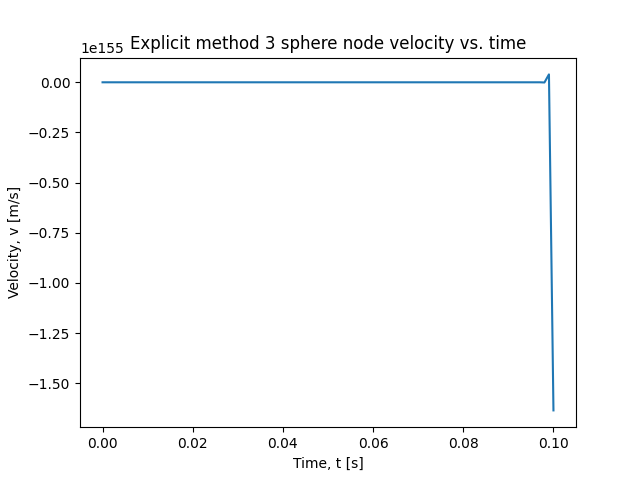 Explicit method 3 sphere node velocity vs. time
1e155
0.00
−0.25
−0.50
−0.75
−1.00
−1.25
−1.50
Velocity, v [m/s]
0.00 0.02 0.04 0.06 0.08 0.10
Time, t [s]